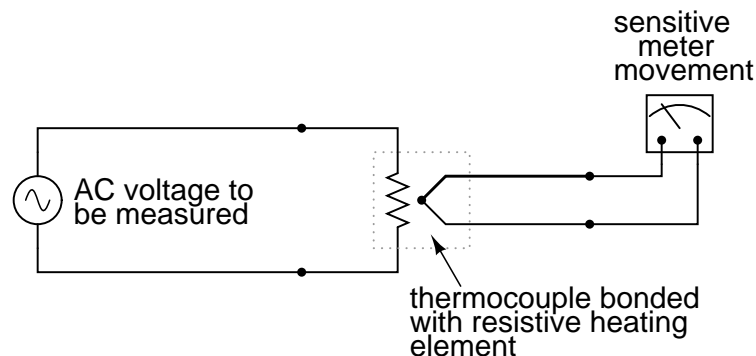 sensitive
meter
movement
AC voltage to
be measured
thermocouple bonded
with resistive heating
element